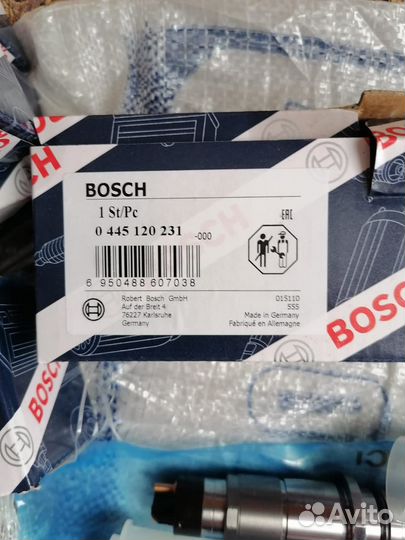 BOSCH
1 St/Pc
0 445 120 231 -000
EAC
6 950488 607038
Robert Bosch GmbH
Auf der Breit 4
76227 Karlsruhe
Germany
015110
555
Made in Germany
Fabriqué en Allemagne
BOSCH
BOSCH
BOSCH
Avito